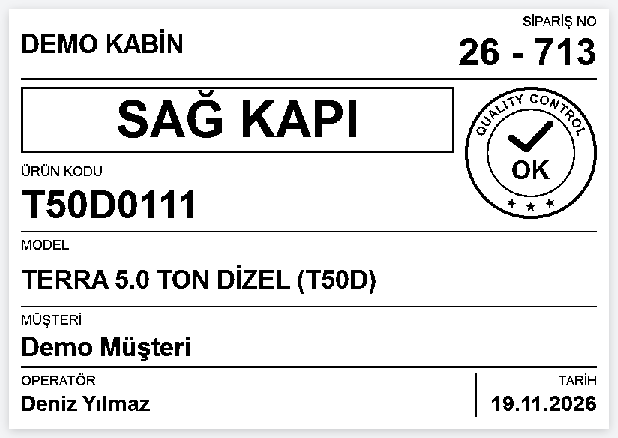 DEMO KABİN
SİPARİŞ NO
26 - 713
SAĞ KAPI
QUALITY CONTROL
OK
ÜRÜN KODU
T50D0111
MODEL
TERRA 5.0 TON DİZEL (T50D)
MÜŞTERİ
Demo Müşteri
OPERATÖR
Deniz Yılmaz
TARİH
19.11.2026